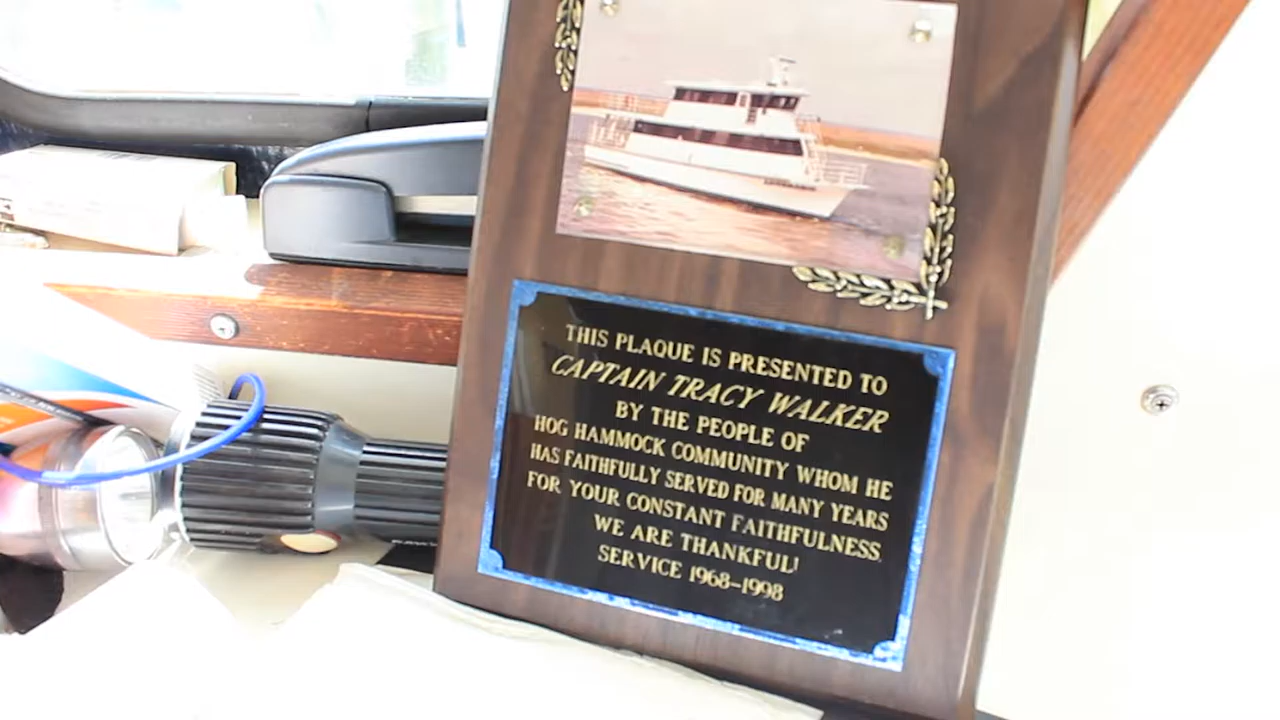 THIS PLAQUE IS PRESENTED TO
CAPTAIN TRACY WALKER
BY THE PEOPLE OF
HOG HAMMOCK COMMUNITY WHOM HE
HAS FAITHFULLY SERVED FOR MANY YEARS
FOR YOUR CONSTANT FAITHFULNESS
WE ARE THANKFUL!
SERVICE 1968-1998